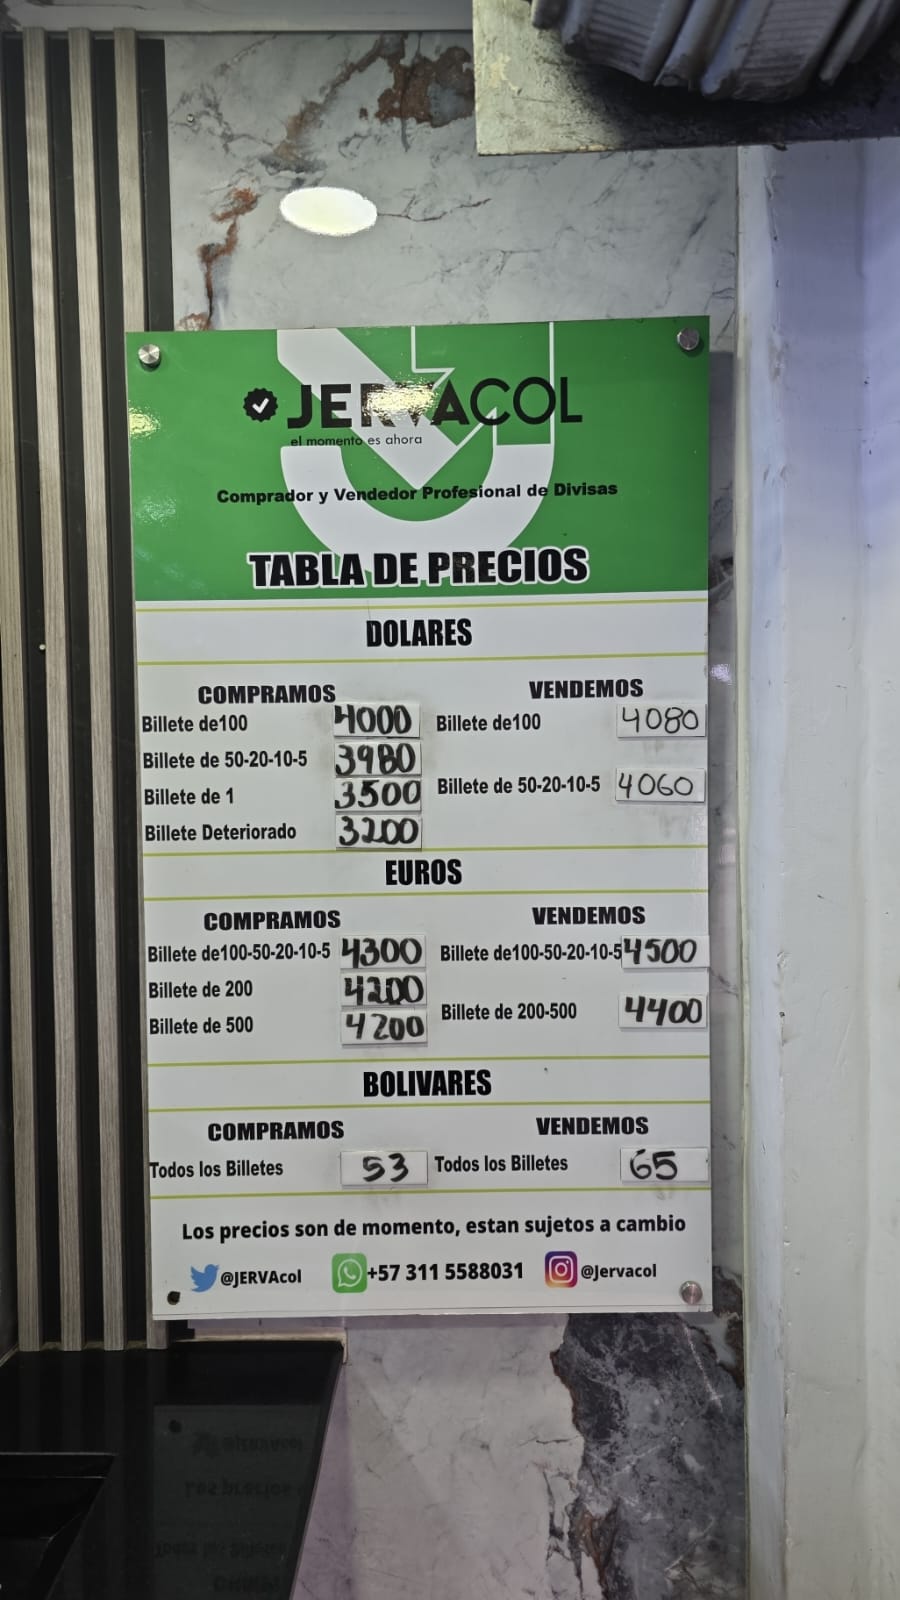 JERVACOL
el momento es ahora
Comprador y Vendedor Profesional de Divisas
TABLA DE PRECIOS
DOLARES
COMPRAMOS VENDEMOS
Billete de100 4000 Billete de100 4080
Billete de 50-20-10-5 3980
Billete de 50-20-10-5 4060
Billete de 1 3500
Billete Deteriorado 3200
EUROS
COMPRAMOS VENDEMOS
Billete de100-50-20-10-5 4300 Billete de100-50-20-10-5 4500
Billete de 200 4200
Billete de 200-500 4400
Billete de 500 4200
BOLIVARES
COMPRAMOS VENDEMOS
Todos los Billetes 53 Todos los Billetes 65
Los precios son de momento, estan sujetos a cambio
@JERVAcol +57 311 5588031 @Jervacol